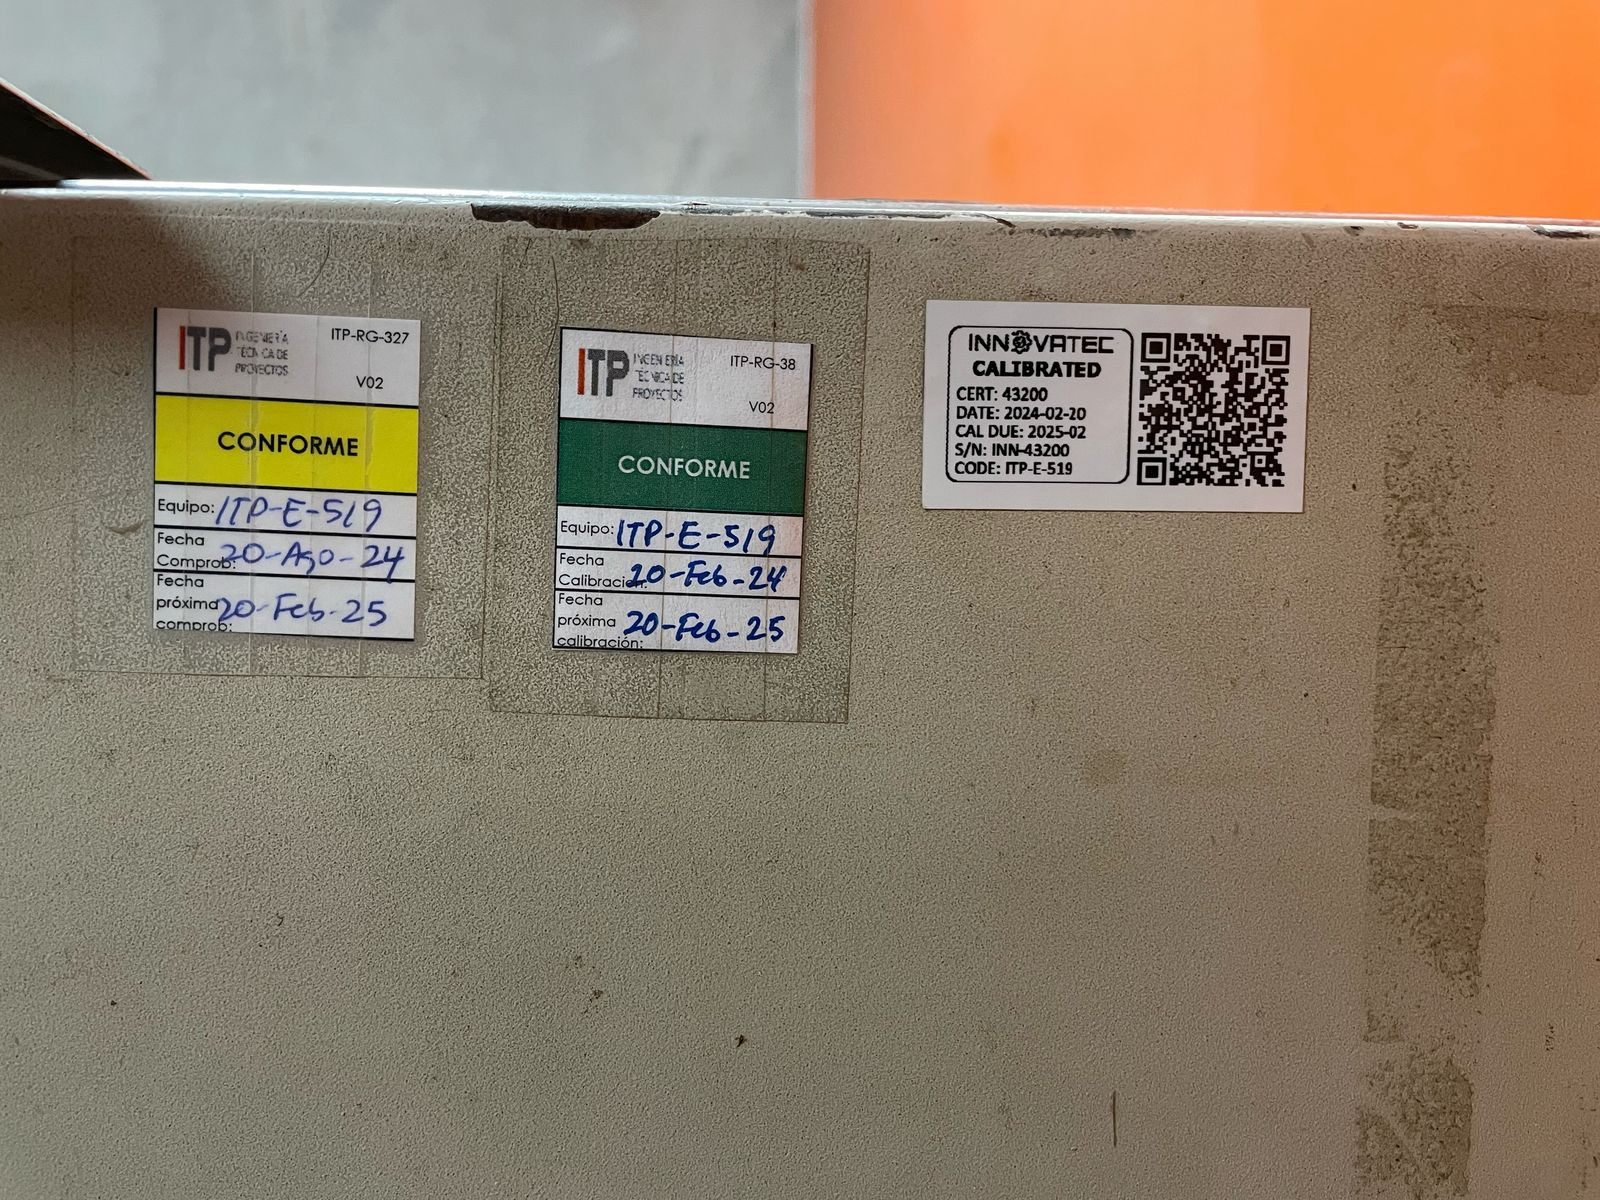 ITP INGENIERÍA TÉCNICA DE PROYECTOS
ITP-RG-327
V02
CONFORME
Equipo: ITP-E-519
Fecha
Comprob: 20-Ago-24
Fecha
próxima 20-Feb-25
comprob:
ITP INGENIERÍA TÉCNICA DE PROYECTOS
ITP-RG-38
V02
CONFORME
Equipo: ITP-E-519
Fecha
Calibración: 20-Feb-24
Fecha
próxima 20-Feb-25
calibración:
INNOVATEC
CALIBRATED
CERT: 43200
DATE: 2024-02-20
CAL DUE: 2025-02
S/N: INN-43200
CODE: ITP-E-519